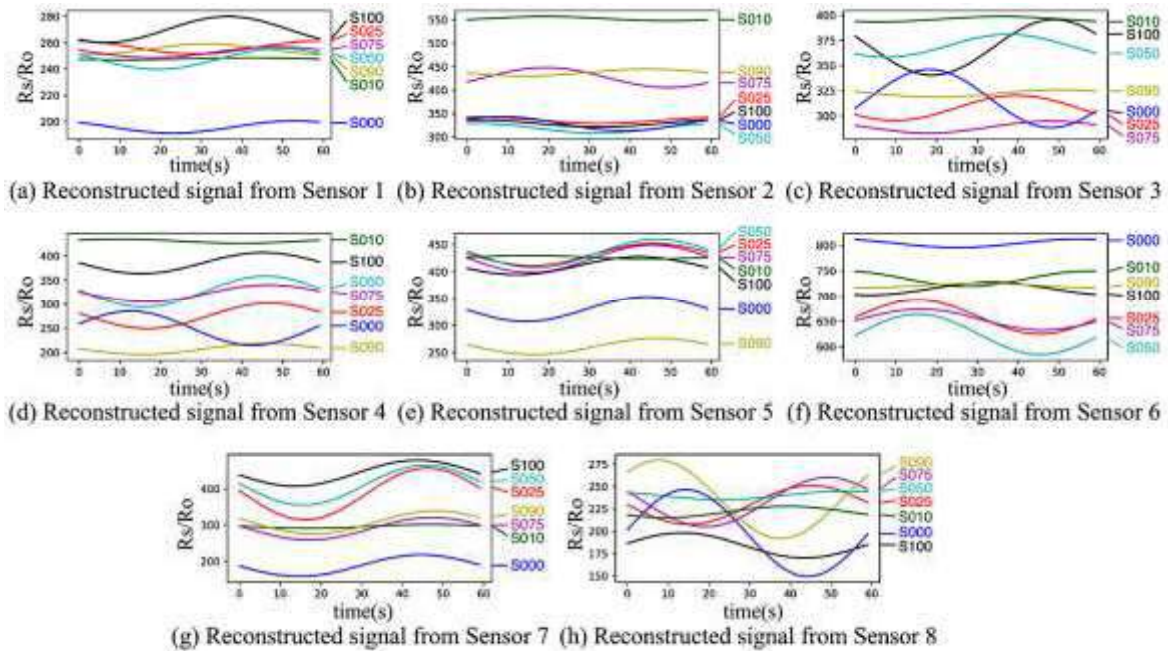 280
260
240
220
200
Rs/Ro
0 10 20 30 40 50 60
time(s)
S100
S025
S075
S050
S090
S010
S000
(a) Reconstructed signal from Sensor 1
550
500
450
400
350
300
Rs/Ro
0 10 20 30 40 50 60
time(s)
S010
S090
S075
S025
S100
S000
S050
(b) Reconstructed signal from Sensor 2
400
375
350
325
300
Rs/Ro
0 10 20 30 40 50 60
time(s)
S010
S100
S050
S090
S000
S025
S075
(c) Reconstructed signal from Sensor 3
400
350
300
250
200
Rs/Ro
0 10 20 30 40 50 60
time(s)
S010
S100
S050
S075
S025
S000
S090
(d) Reconstructed signal from Sensor 4
450
400
350
300
250
Rs/Ro
0 10 20 30 40 50 60
time(s)
S050
S025
S075
S010
S100
S000
S090
(e) Reconstructed signal from Sensor 5
800
750
700
650
600
Rs/Ro
0 10 20 30 40 50 60
time(s)
S000
S010
S090
S100
S025
S075
S050
(f) Reconstructed signal from Sensor 6
400
300
200
Rs/Ro
0 10 20 30 40 50 60
time(s)
S100
S050
S025
S090
S075
S010
S000
(g) Reconstructed signal from Sensor 7
275
250
225
200
175
150
Rs/Ro
0 10 20 30 40 50 60
time(s)
S090
S075
S050
S025
S010
S000
S100
(h) Reconstructed signal from Sensor 8